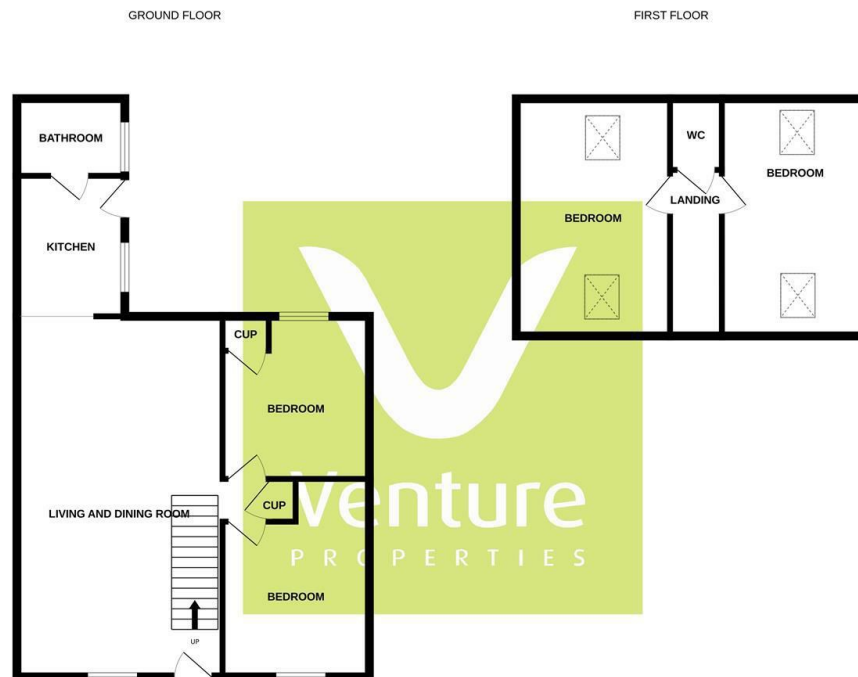 GROUND FLOOR
BATHROOM
KITCHEN
CUP
BEDROOM
LIVING AND DINING ROOM
CUP
BEDROOM
UP
FIRST FLOOR
WC
BEDROOM
LANDING
BEDROOM
Venture
PROPERTIES